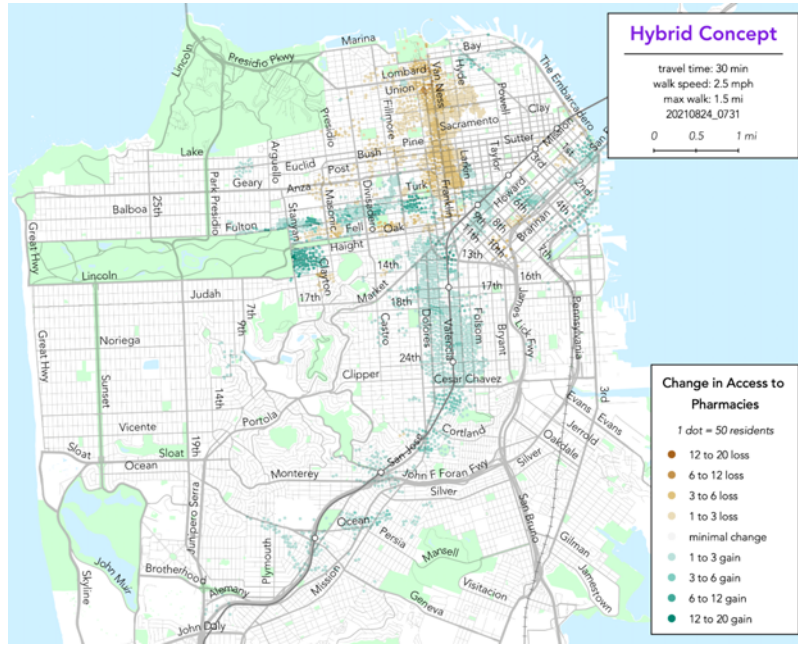 Hybrid Concept
travel time: 30 min
walk speed: 2.5 mph
max walk: 1.5 mi
20210824_0731
0 0.5 1 mi
Marina
Bay
Lincoln
Presidio Pkwy
Lombard
Union
Van Ness
Hyde
Powell
The Embarcadero
Clay
Presidio
Fillmore
Sacramento
Pine
Sutter
Mission
1st
Lake
Arguello
Euclid
Bush
Post
Larkin
Taylor
3rd
Geary
Anza
Masonic
Divisadero
Turk
Franklin
Howard
2nd
25th
Park Presidio
Balboa
Stanyan
Fell
Oak
9th
8th
6th
4th
Brannan
Fulton
Haight
11th
10th
7th
Great Hwy
Clayton
14th
13th
Lincoln
Market
16th
Judah
7th
17th
18th
17th
9th
Castro
Dolores
Valencia
Folsom
Bryant
James Lick Fwy
Pennsylvania
Great Hwy
Noriega
24th
Sunset
14th
Clipper
Cesar Chavez
3rd
Evans
Evans
Vicente
Portola
Cortland
Jerrold
Oakdale
Sloat
Sloat
19th
San Jose
Silver
Ocean
Monterey
John F Foran Fwy
Silver
Junipero Serra
Ocean
San Bruno
Persia
Gilman
Plymouth
Mansell
John Muir
Brotherhood
Mission
Jamestown
Skyline
Alemany
Visitacion
Geneva
John Daly
Change in Access to
Pharmacies
1 dot = 50 residents
12 to 20 loss
6 to 12 loss
3 to 6 loss
1 to 3 loss
minimal change
1 to 3 gain
3 to 6 gain
6 to 12 gain
12 to 20 gain